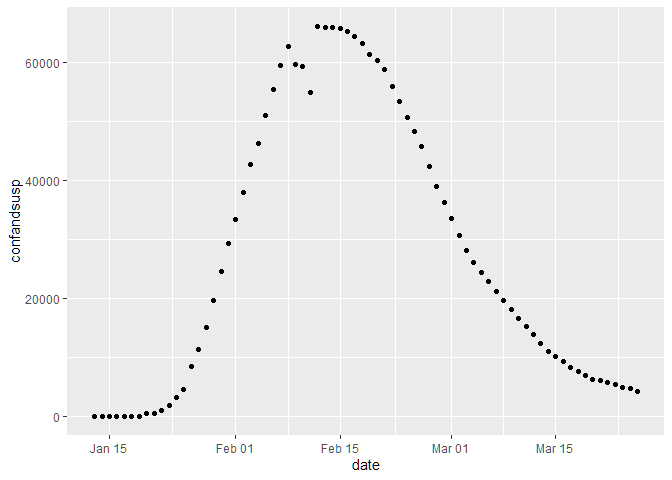 60000
40000
20000
0
confandsusp
Jan 15
Feb 01
Feb 15
Mar 01
Mar 15
date